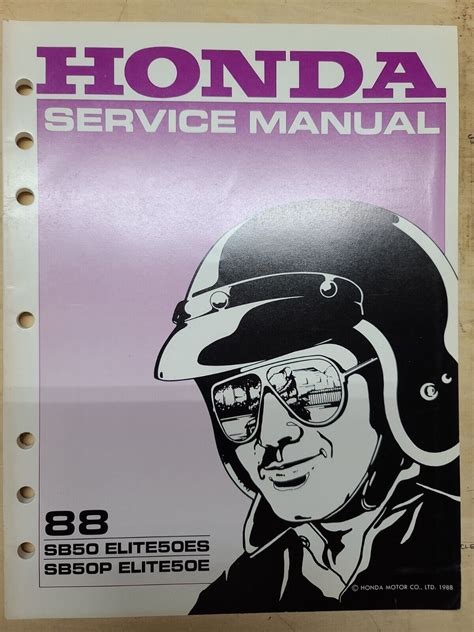 HONDA
SERVICE MANUAL
88
SB50 ELITE50ES
SB50P ELITE50E
© HONDA MOTOR CO., LTD. 1988